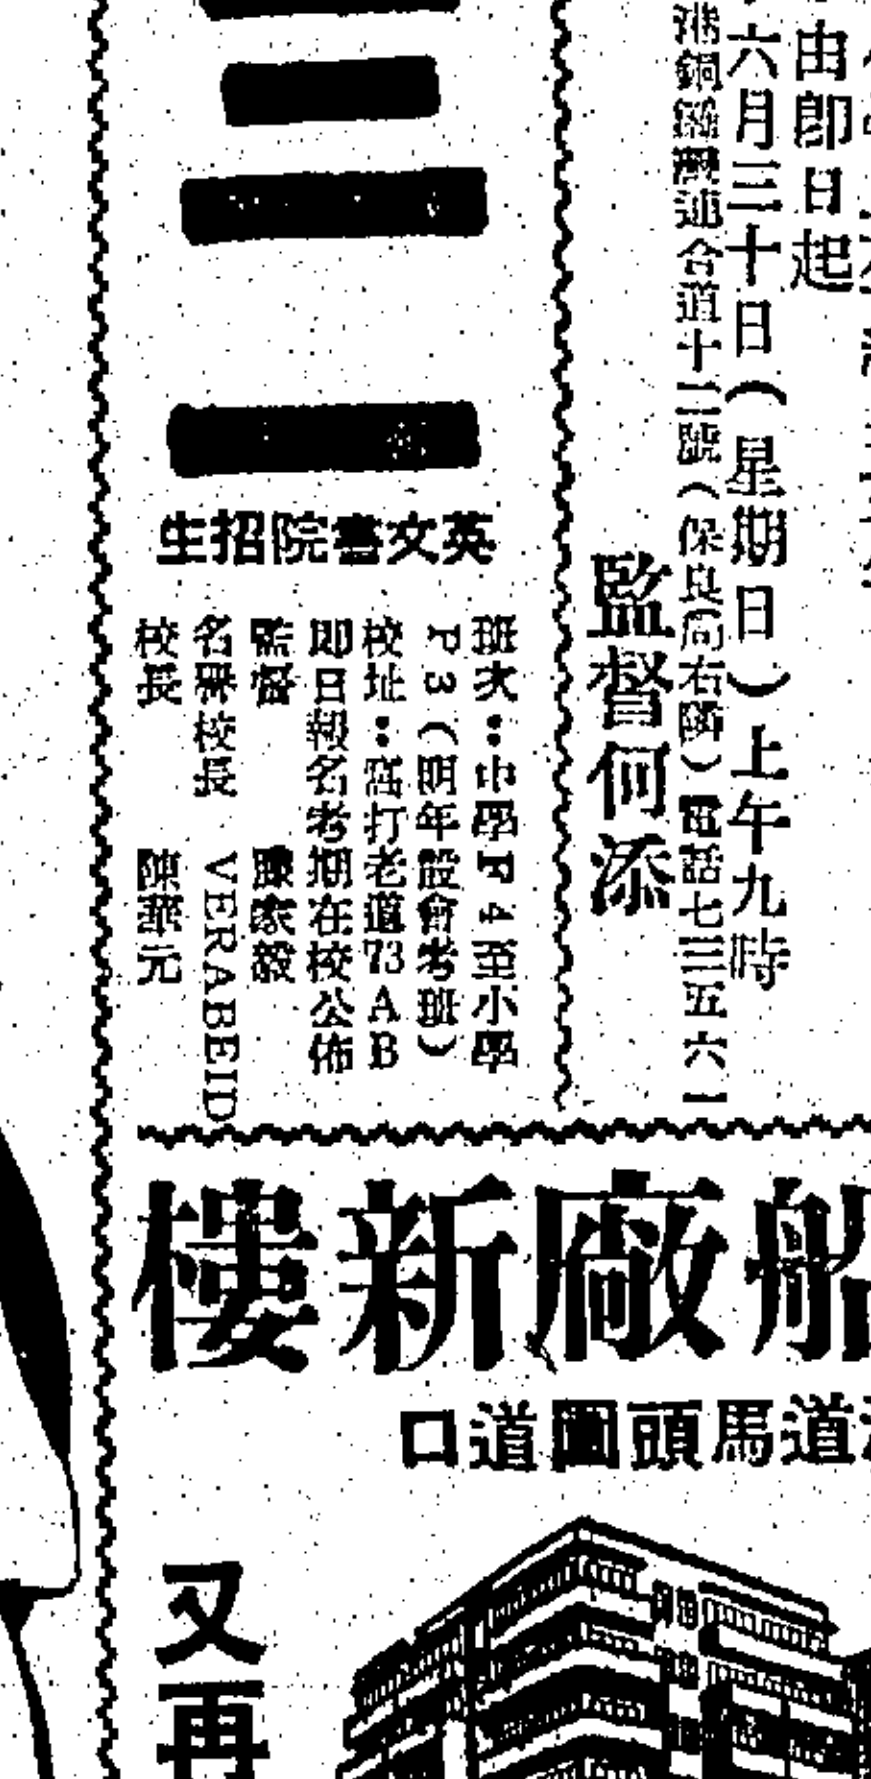 由即日起
六月三十日(星期日)上午九時
銅鑼灣連合道十二號(保良局右隣)電話七三五六一
監督何添
三
一
英文書院招生
班次:中學F4至小學
P3(明年設會考班)
校址:窩打老道73AB
即日報名考期在校公佈
監督 陳家毅
名譽校長 VERABEID
校長 陳華元
船廠新樓
道馬頭圍道口
又再